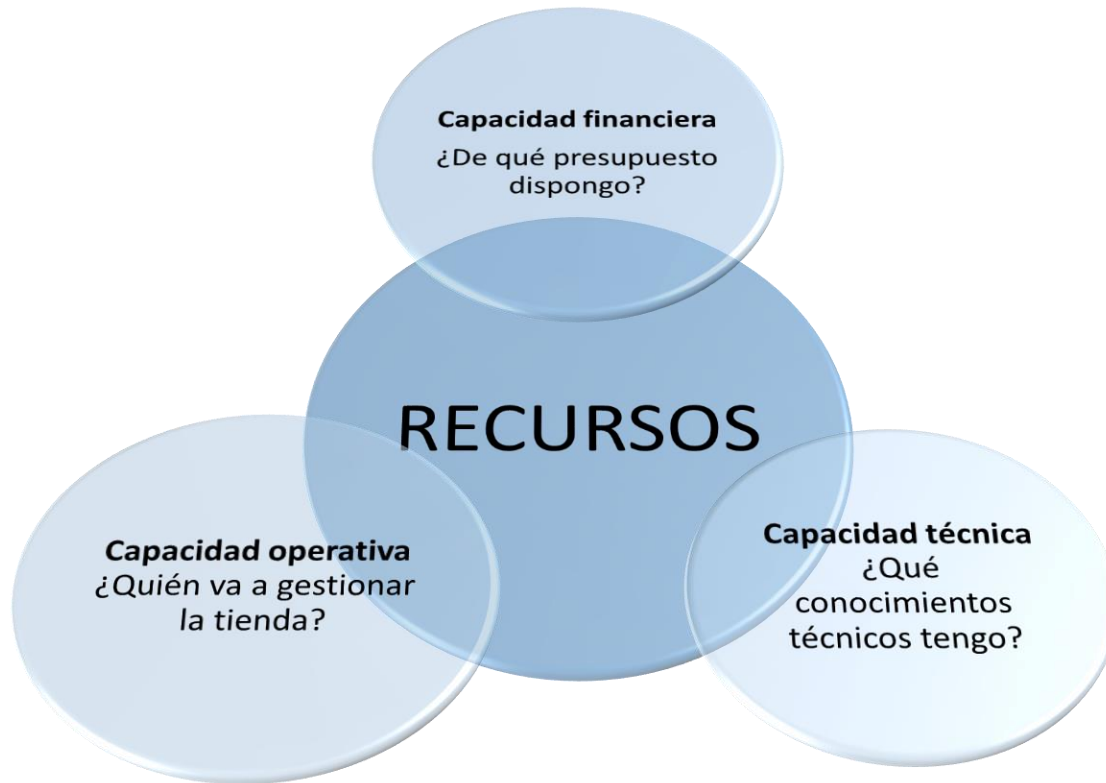 Capacidad financiera
¿De qué presupuesto
dispongo?
RECURSOS
Capacidad operativa
¿Quién va a gestionar
la tienda?
Capacidad técnica
¿Qué
conocimientos
técnicos tengo?